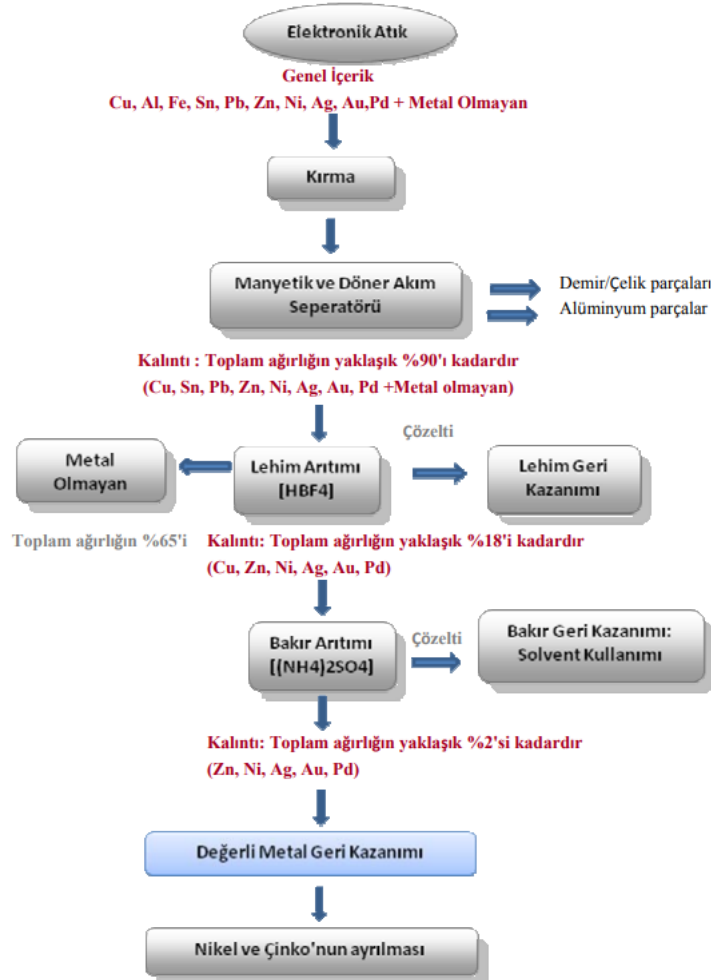 Elektronik Atık
Genel İçerik
Cu, Al, Fe, Sn, Pb, Zn, Ni, Ag, Au,Pd + Metal Olmayan
Kırma
Manyetik ve Döner Akım
Seperatörü
Demir/Çelik parçaları
Alüminyum parçalar
Kalıntı : Toplam ağırlığın yaklaşık %90'ı kadardır
(Cu, Sn, Pb, Zn, Ni, Ag, Au, Pd +Metal olmayan)
Metal
Olmayan
Lehim Arıtımı
[HBF4]
Çözelti
Lehim Geri
Kazanımı
Toplam ağırlığın %65'i
Kalıntı: Toplam ağırlığın yaklaşık %18'i kadardır
(Cu, Zn, Ni, Ag, Au, Pd)
Bakır Arıtımı
[(NH4)2SO4]
Çözelti
Bakır Geri Kazanımı:
Solvent Kullanımı
Kalıntı: Toplam ağırlığın yaklaşık %2'si kadardır
(Zn, Ni, Ag, Au, Pd)
Değerli Metal Geri Kazanımı
Nikel ve Çinko'nun ayrılması